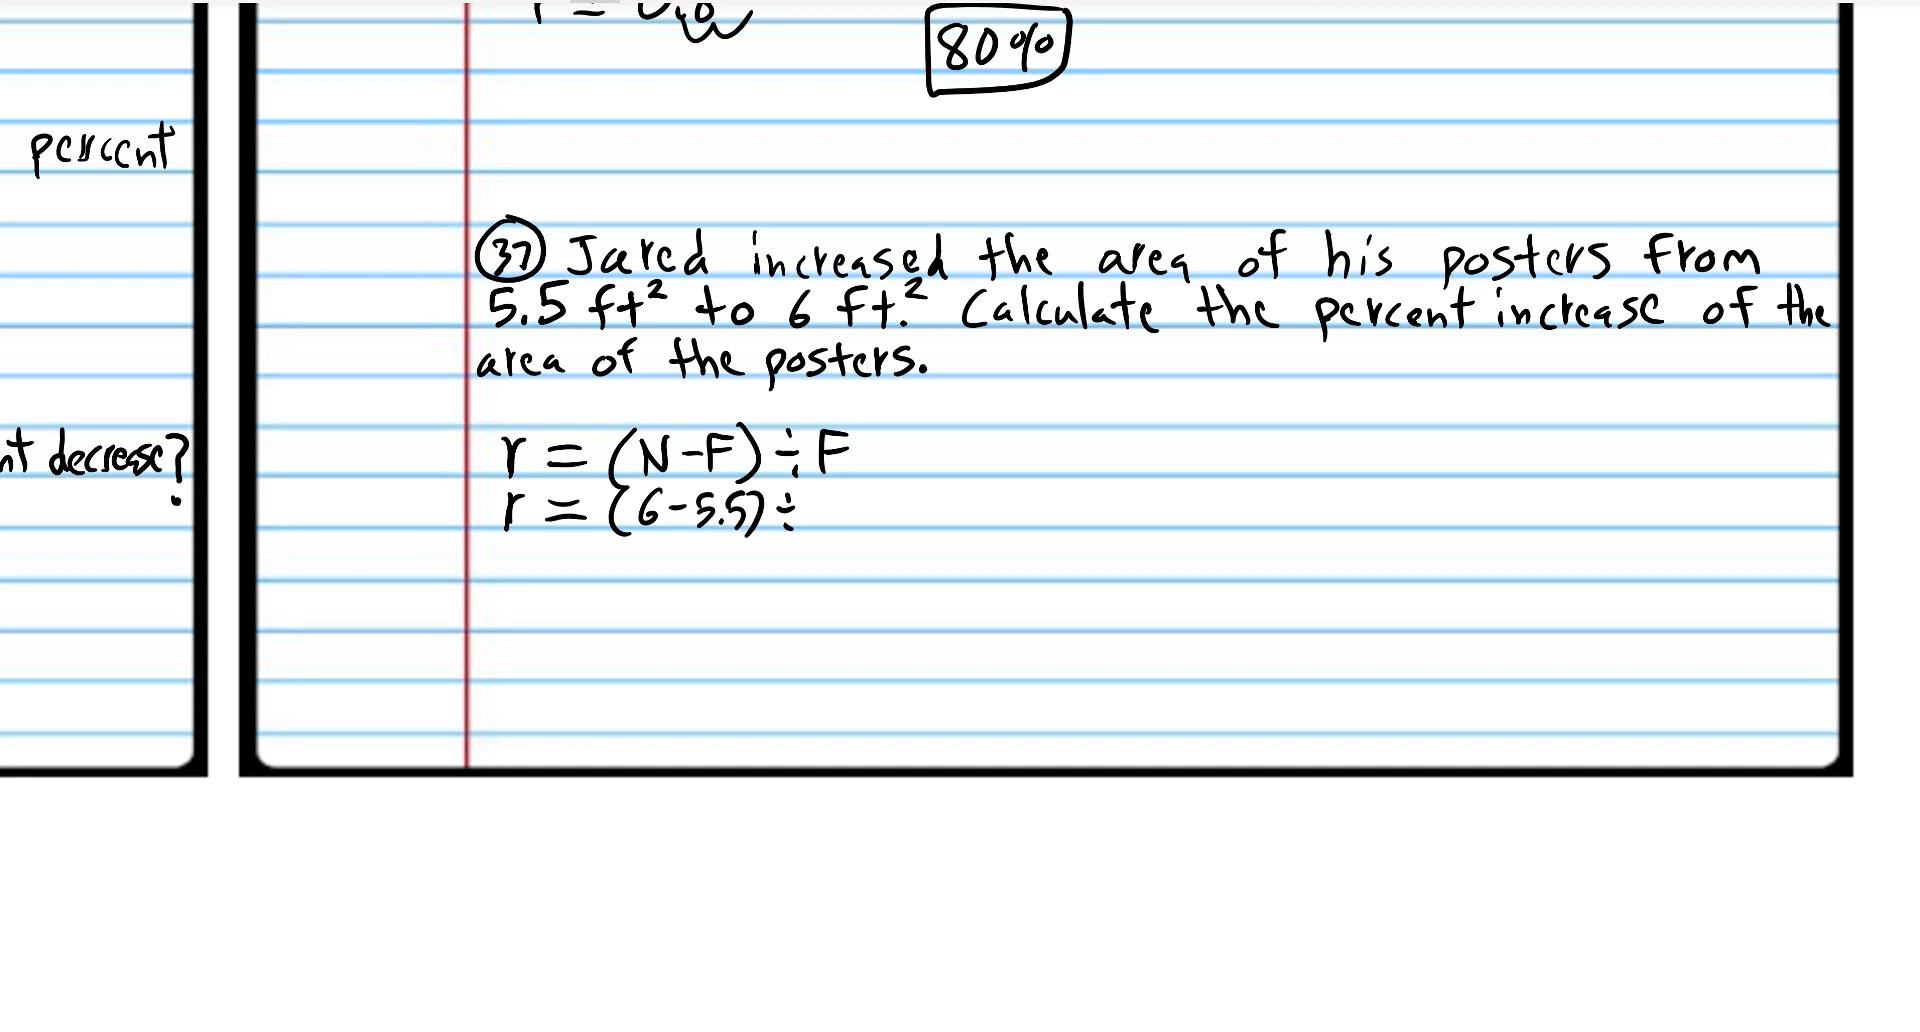 80%
percent
nt decrease?
37 Jared increased the area of his posters from
5.5 ft² to 6 ft.² Calculate the percent increase of the
area of the posters.
r = (N-F) ÷ F
r = (6-5.5) ÷